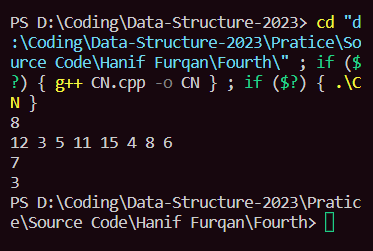 PS D:\Coding\Data-Structure-2023> cd "d
:\Coding\Data-Structure-2023\Pratice\So
urce Code\Hanif Furqan\Fourth\" ; if ($
?) { g++ CN.cpp -o CN } ; if ($?) { .\C
N }
8
12 3 5 11 15 4 8 6
7
3
PS D:\Coding\Data-Structure-2023\Pratic
e\Source Code\Hanif Furqan\Fourth>